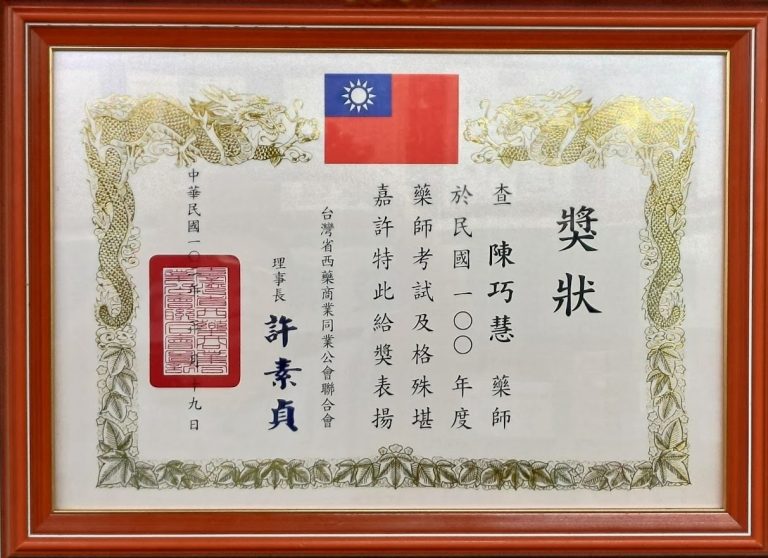 獎狀
查 陳巧慧 藥師
於民國一〇〇年度
藥師考試及格殊堪
嘉許特此給獎表揚
台灣省西藥商業同業公會聯合會
理事長 許素貞
中華民國一〇 年 月 十九日